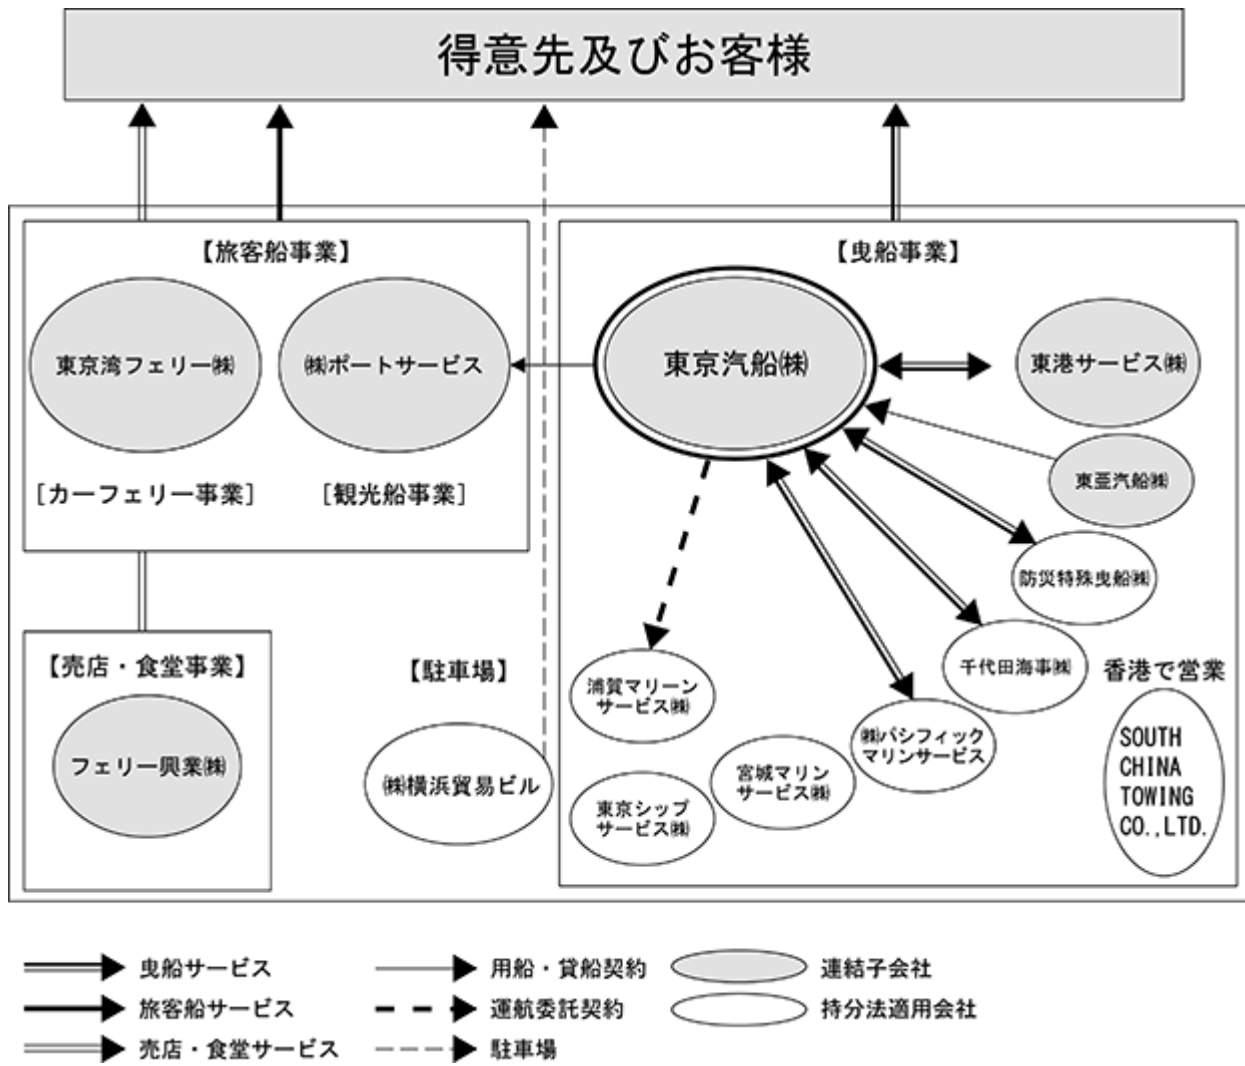 得意先及びお客様
【旅客船事業】
東京湾フェリー㈱
㈱ポートサービス
[カーフェリー事業]
[観光船事業]
【売店・食堂事業】
フェリー興業㈱
【駐車場】
㈱横浜貿易ビル
【曳船事業】
東京汽船㈱
東港サービス㈱
東亜汽船㈱
防災特殊曳船㈱
千代田海事㈱
㈱パシフィック
マリンサービス
宮城マリン
サービス㈱
浦賀マリーン
サービス㈱
東京シップ
サービス㈱
香港で営業
SOUTH
CHINA
TOWING
CO.,LTD.
曳船サービス
旅客船サービス
売店・食堂サービス
用船・貸船契約
運航委託契約
駐車場
連結子会社
持分法適用会社